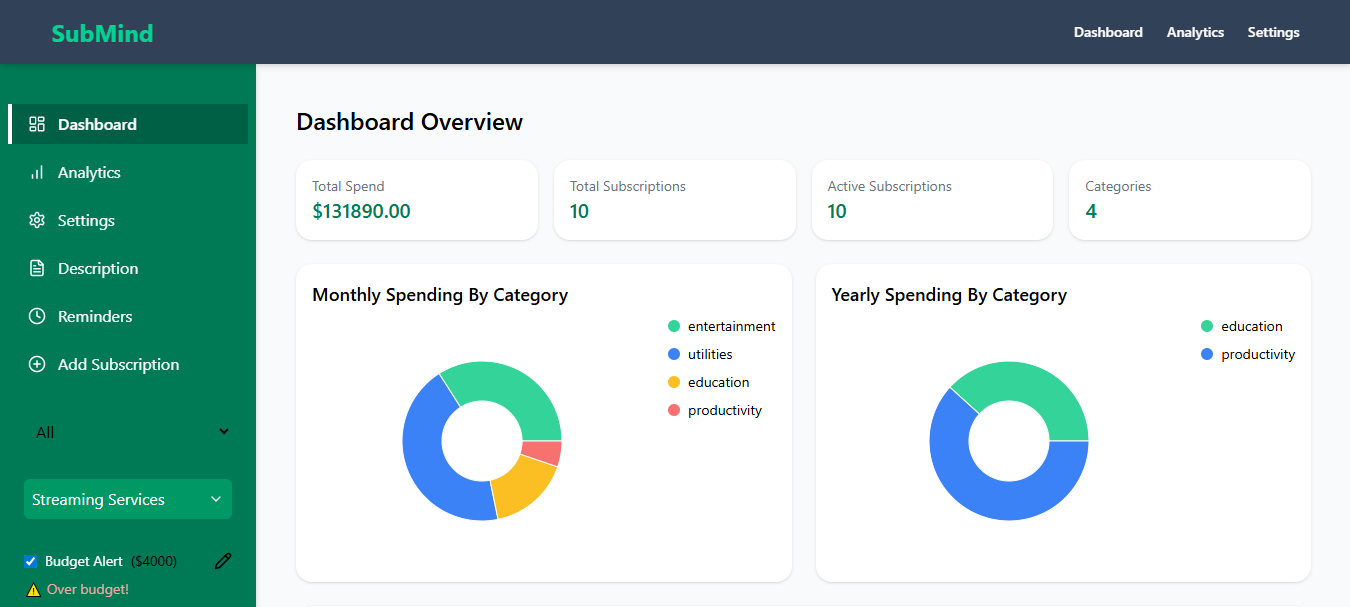 SubMind
Dashboard Analytics Settings
Dashboard
Analytics
Settings
Description
Reminders
Add Subscription
All
Streaming Services
Budget Alert ($4000)
Over budget!
Dashboard Overview
Total Spend
$131890.00
Total Subscriptions
10
Active Subscriptions
10
Categories
4
Monthly Spending By Category
entertainment
utilities
education
productivity
Yearly Spending By Category
education
productivity